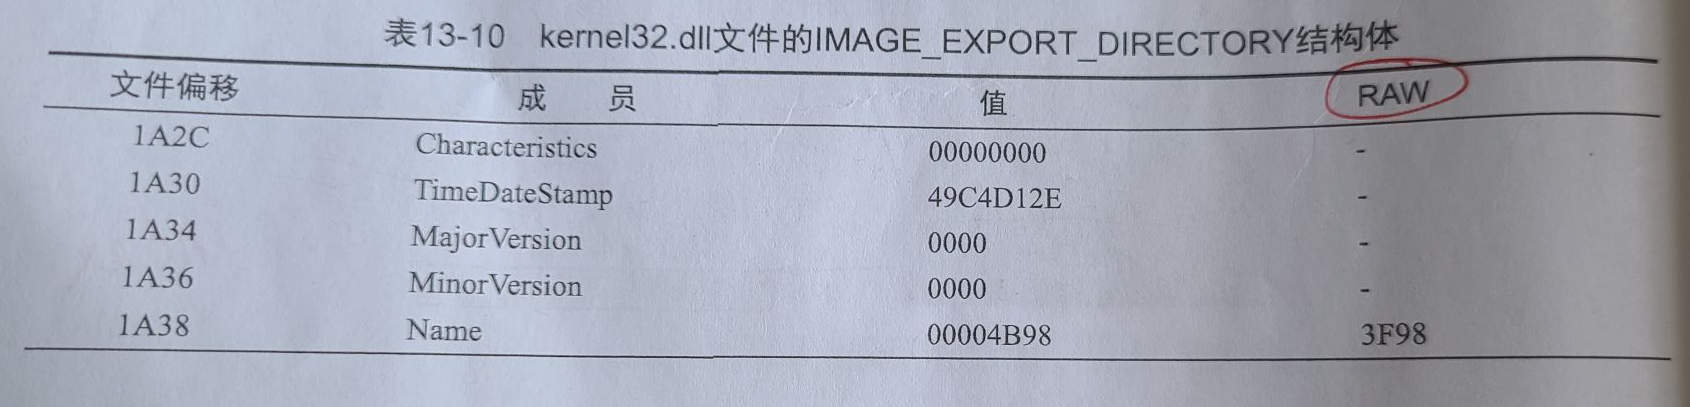 表13-10 kernel32.dll文件的IMAGE_EXPORT_DIRECTORY结构体
文件偏移 成员 值 RAW
1A2C Characteristics 00000000 -
1A30 TimeDateStamp 49C4D12E -
1A34 MajorVersion 0000 -
1A36 MinorVersion 0000 -
1A38 Name 00004B98 3F98